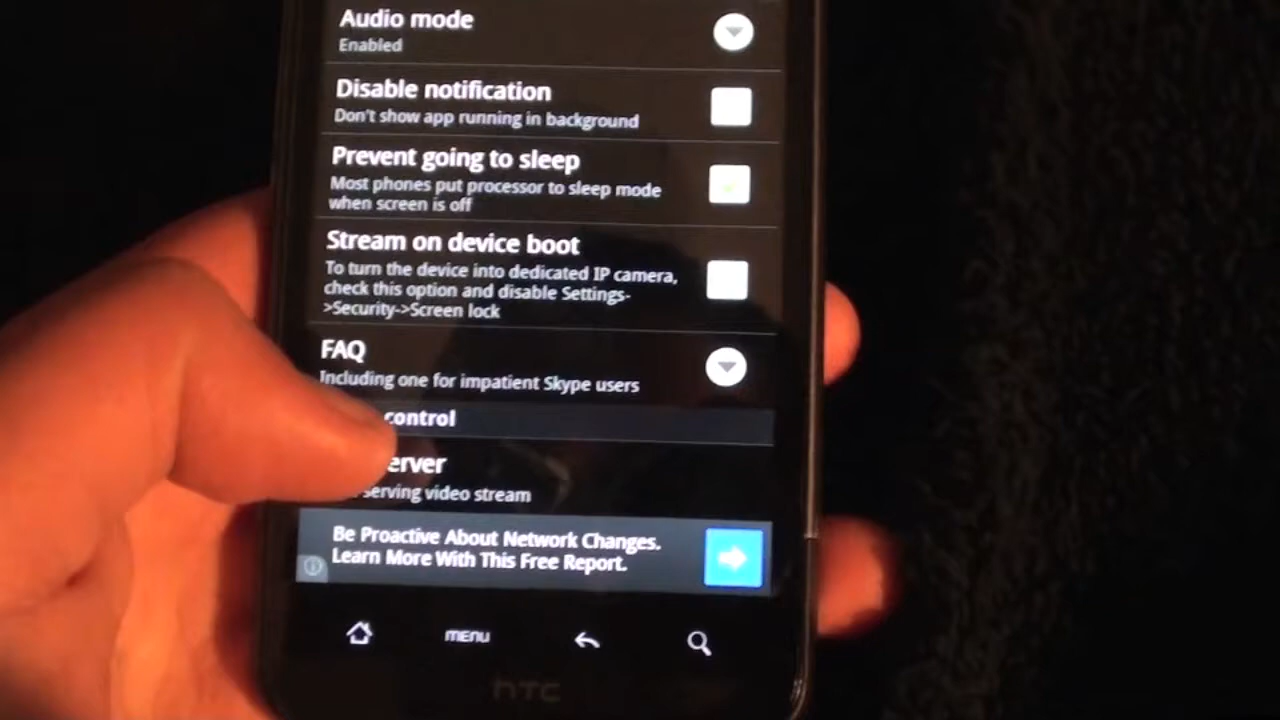 Audio mode
Enabled
Disable notification
Don't show app running in background
Prevent going to sleep
Most phones put processor to sleep mode
when screen is off
Stream on device boot
To turn the device into dedicated IP camera,
check this option and disable Settings-
>Security->Screen lock
FAQ
Including one for impatient Skype users
control
erver
serving video stream
Be Proactive About Network Changes.
Learn More With This Free Report.
MENU
hTC